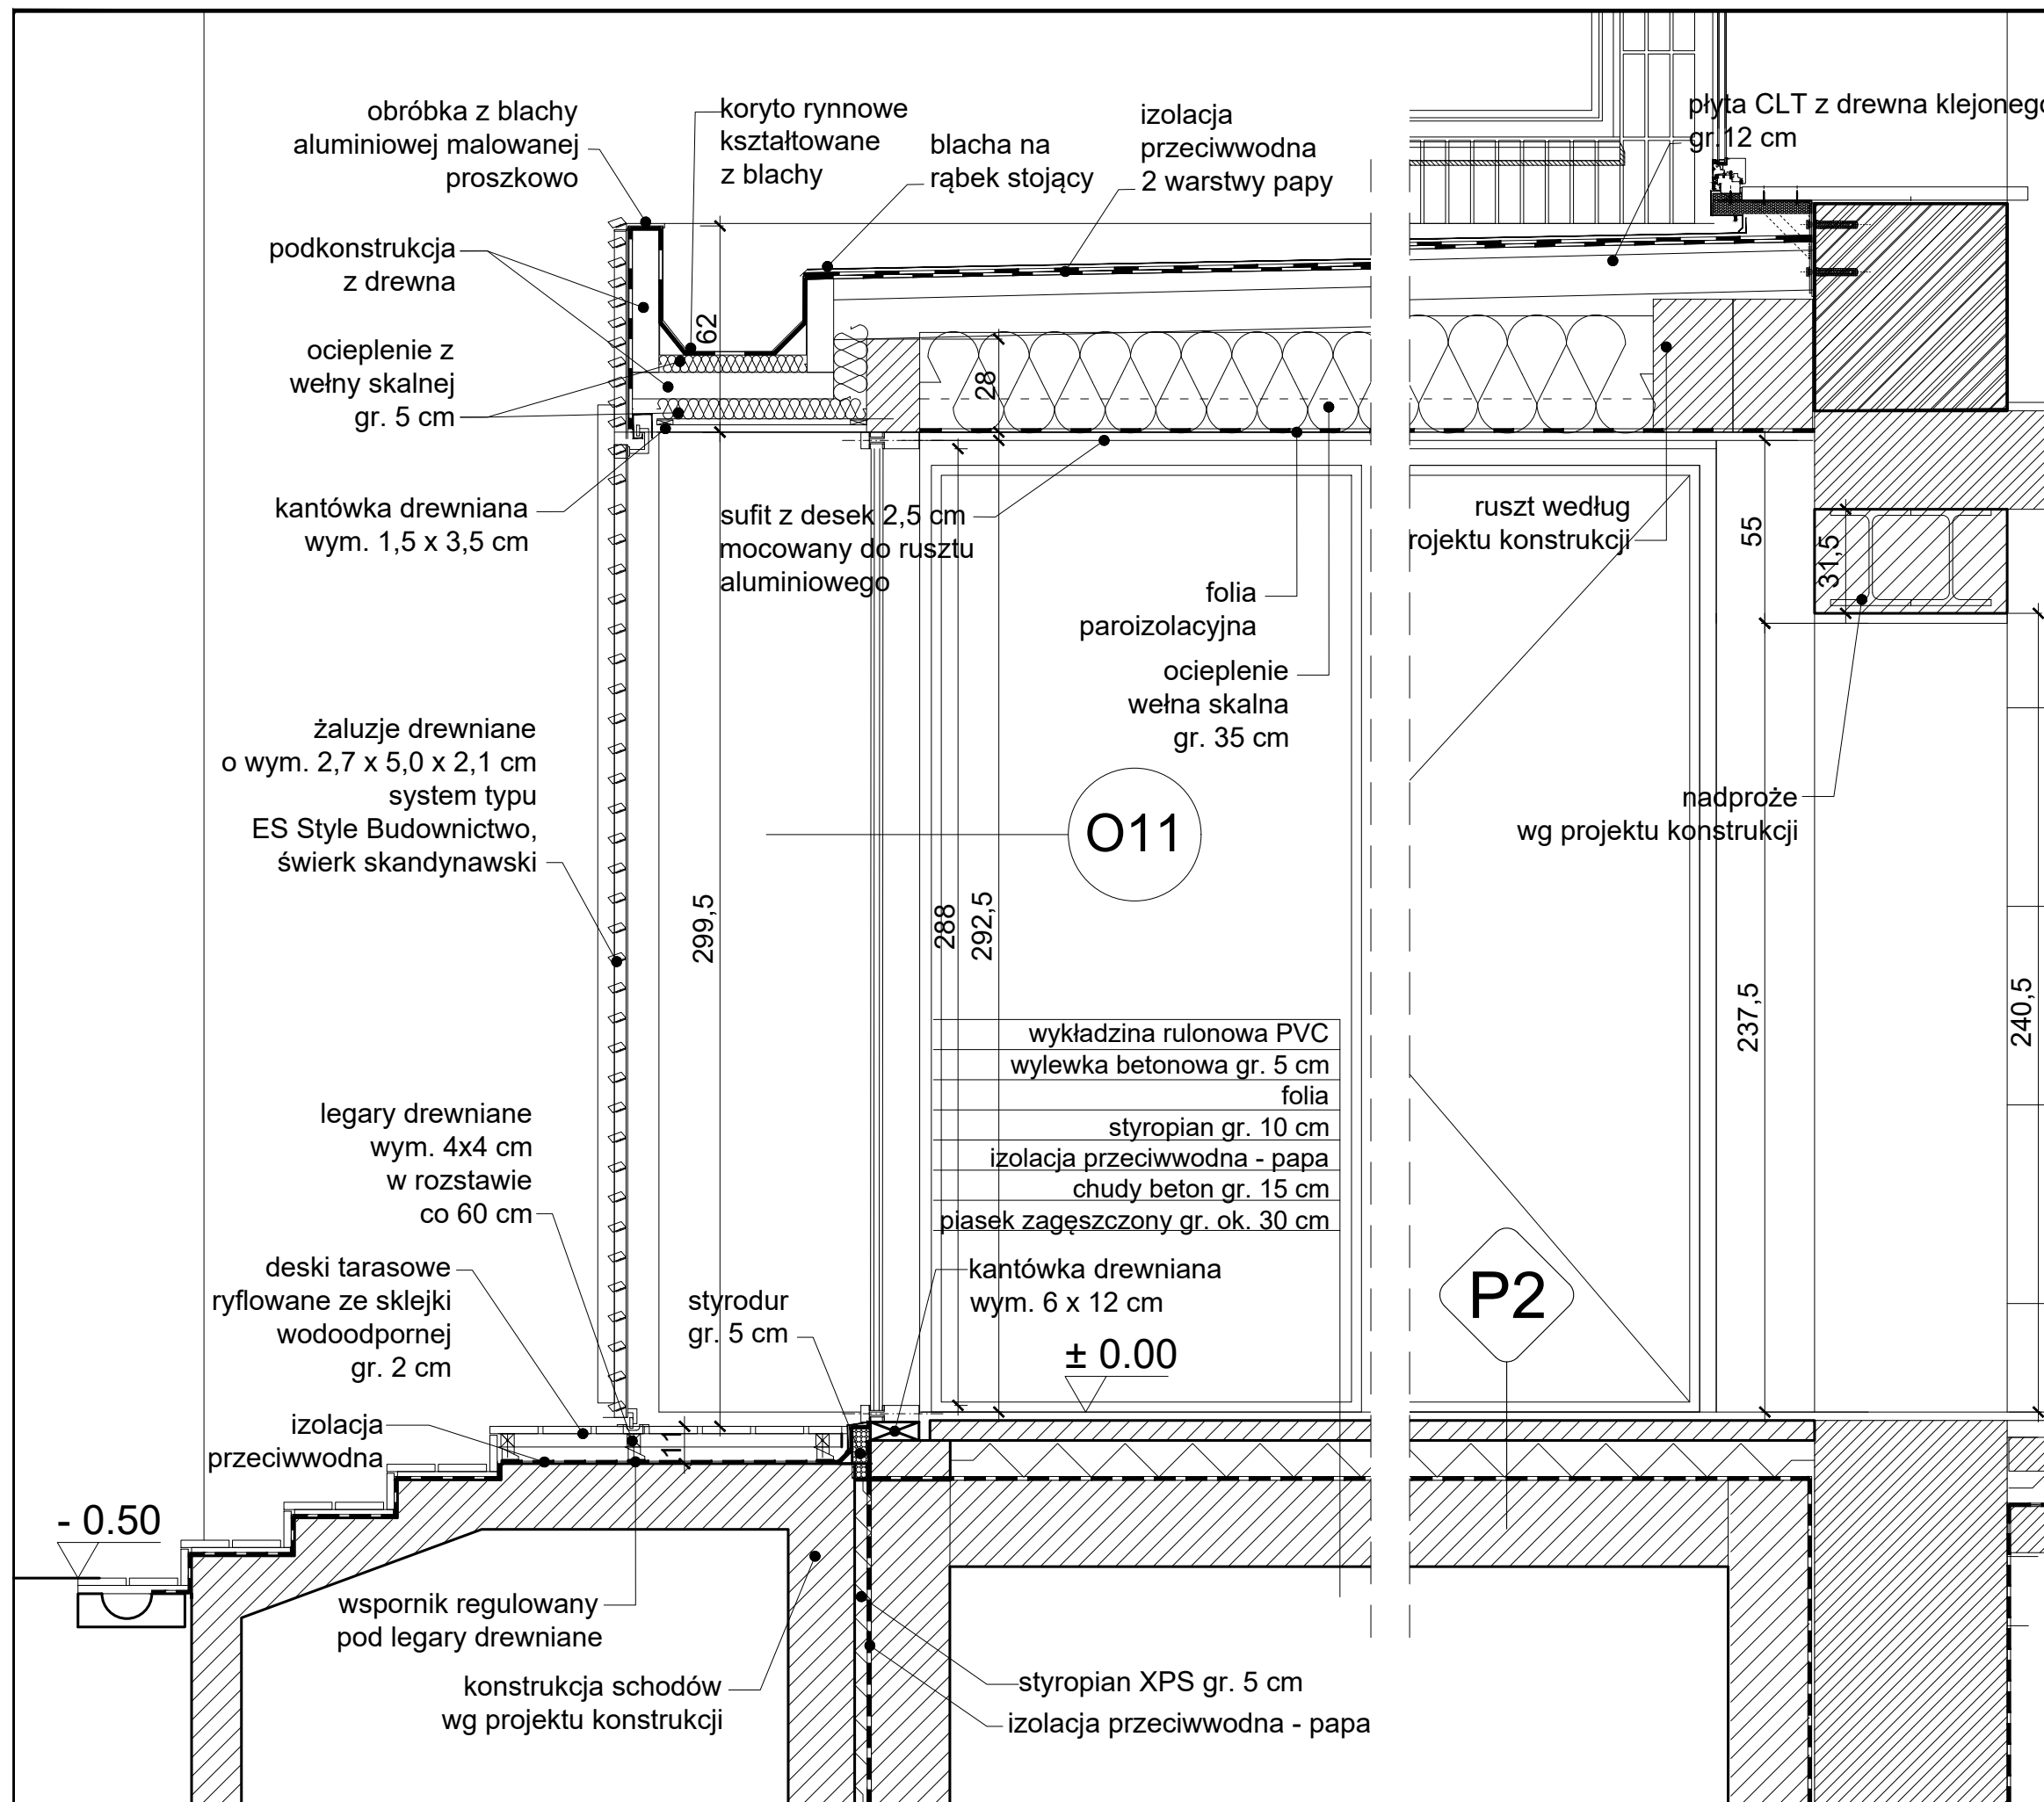 obróbka z blachy
aluminiowej malowanej
proszkowo
koryto rynnowe
kształtowane
z blachy
blacha na
rąbek stojący
izolacja
przeciwwodna
2 warstwy papy
płyta CLT z drewna klejonego
gr.12 cm
podkonstrukcja
z drewna
ocieplenie z
wełny skalnej
gr. 5 cm
62
28
kantówka drewniana
wym. 1,5 x 3,5 cm
sufit z desek 2,5 cm
mocowany do rusztu
aluminiowego
ruszt według
rojektu konstrukcji
55
31,5
folia
paroizolacyjna
ocieplenie
wełna skalna
gr. 35 cm
żaluzje drewniane
o wym. 2,7 x 5,0 x 2,1 cm
system typu
ES Style Budownictwo,
świerk skandynawski
O11
nadproże
wg projektu konstrukcji
299,5
288
292,5
237,5
240,5
wykładzina rulonowa PVC
wylewka betonowa gr. 5 cm
folia
styropian gr. 10 cm
izolacja przeciwwodna - papa
chudy beton gr. 15 cm
piasek zagęszczony gr. ok. 30 cm
legary drewniane
wym. 4x4 cm
w rozstawie
co 60 cm
deski tarasowe
ryflowane ze sklejki
wodoodpornej
gr. 2 cm
styrodur
gr. 5 cm
kantówka drewniana
wym. 6 x 12 cm
± 0.00
P2
izolacja
przeciwwodna
11
- 0.50
wspornik regulowany
pod legary drewniane
konstrukcja schodów
wg projektu konstrukcji
styropian XPS gr. 5 cm
izolacja przeciwwodna - papa